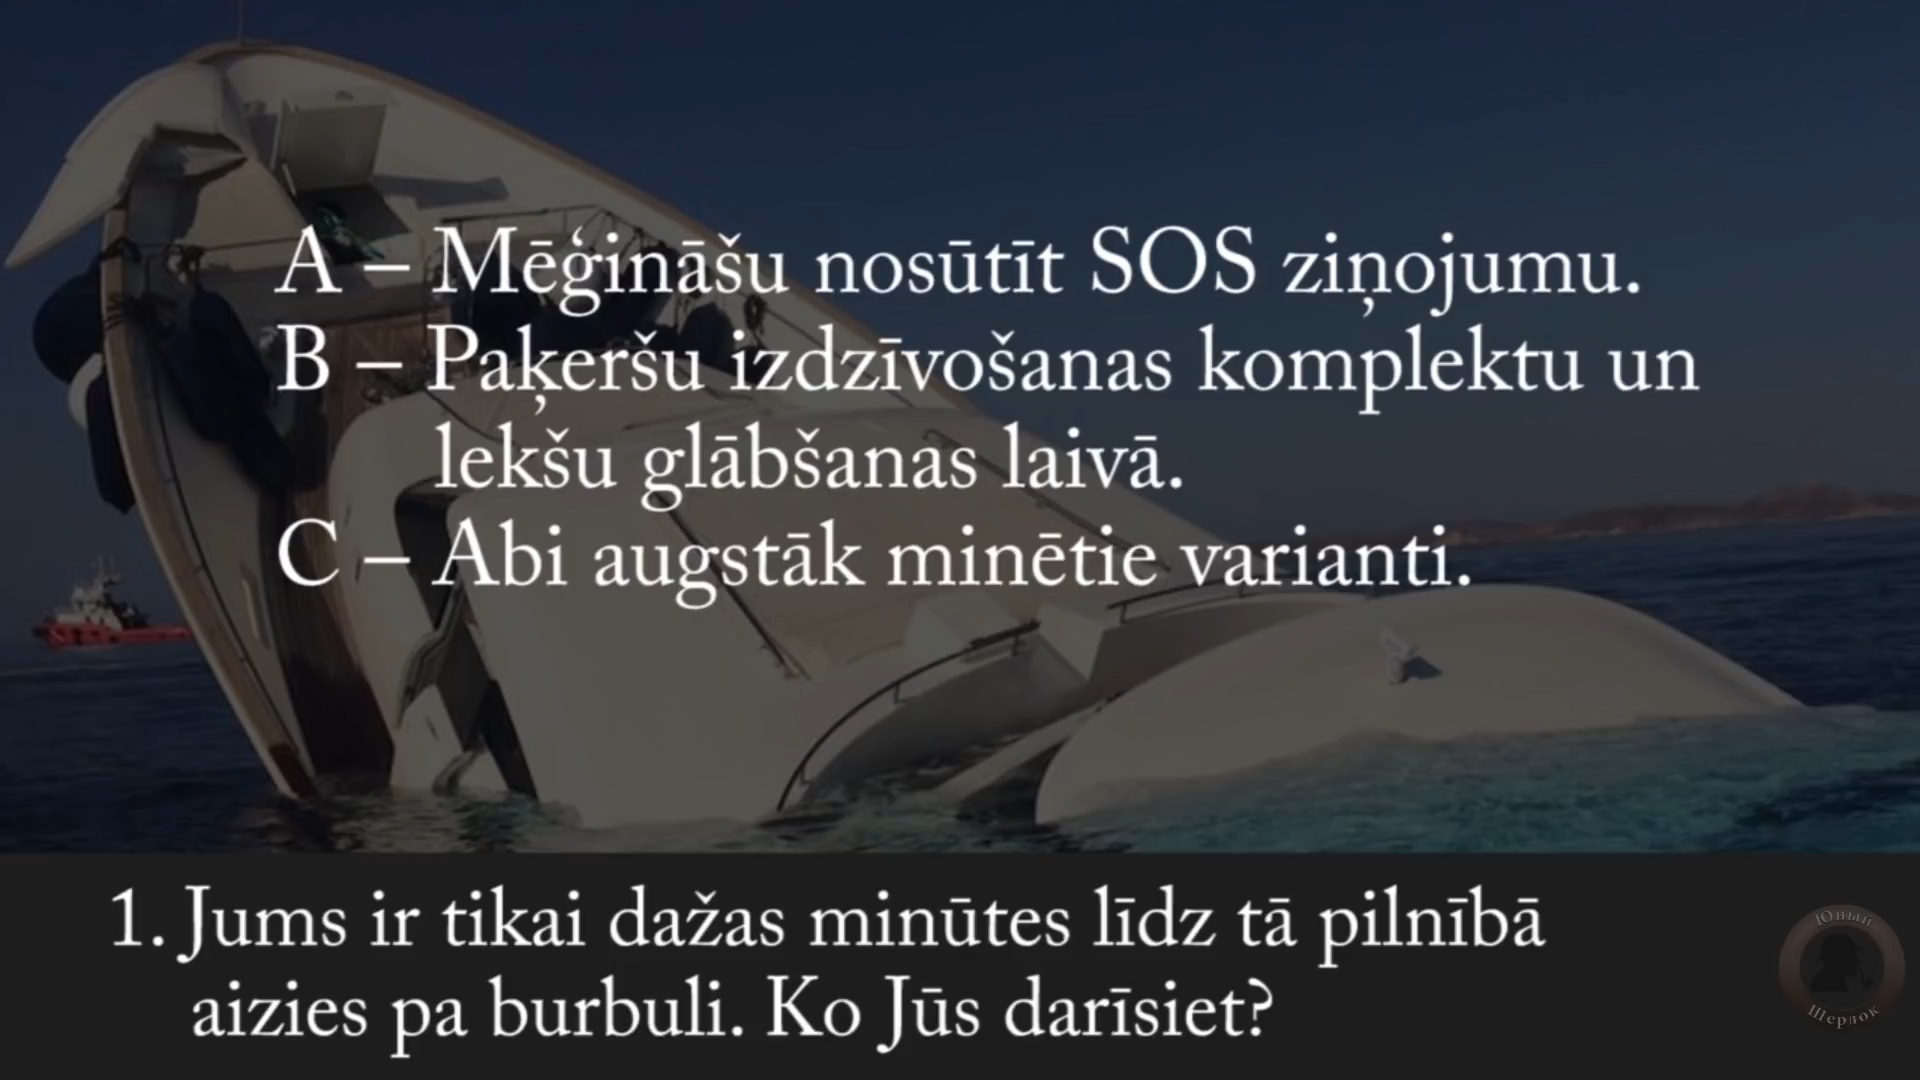 A – Mēģināšu nosūtīt SOS ziņojumu.
B – Paķeršu izdzīvošanas komplektu un
lekšu glābšanas laivā.
C – Abi augstāk minētie varianti.
1. Jums ir tikai dažas minūtes līdz tā pilnībā
aizies pa burbuli. Ko Jūs darīsiet?
Юный
Шерлок